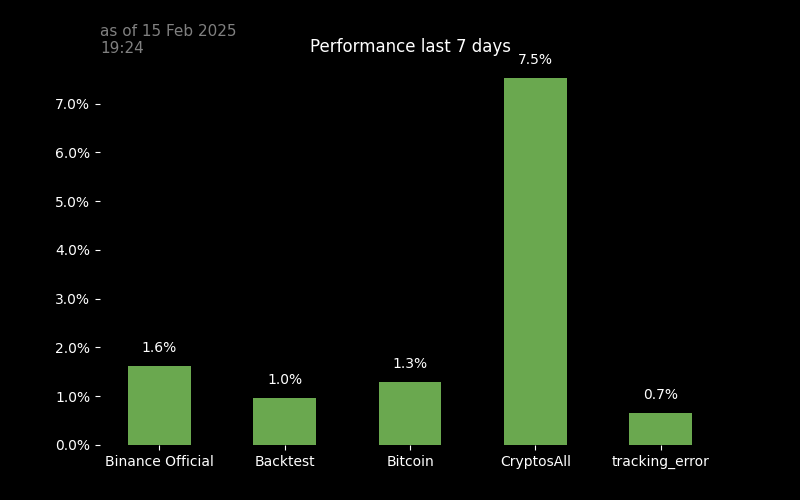 as of 15 Feb 2025
19:24
Performance last 7 days
7.5%
7.0%
6.0%
5.0%
4.0%
3.0%
2.0%
1.0%
0.0%
1.6%
1.0%
1.3%
0.7%
Binance Official
Backtest
Bitcoin
CryptosAll
tracking_error